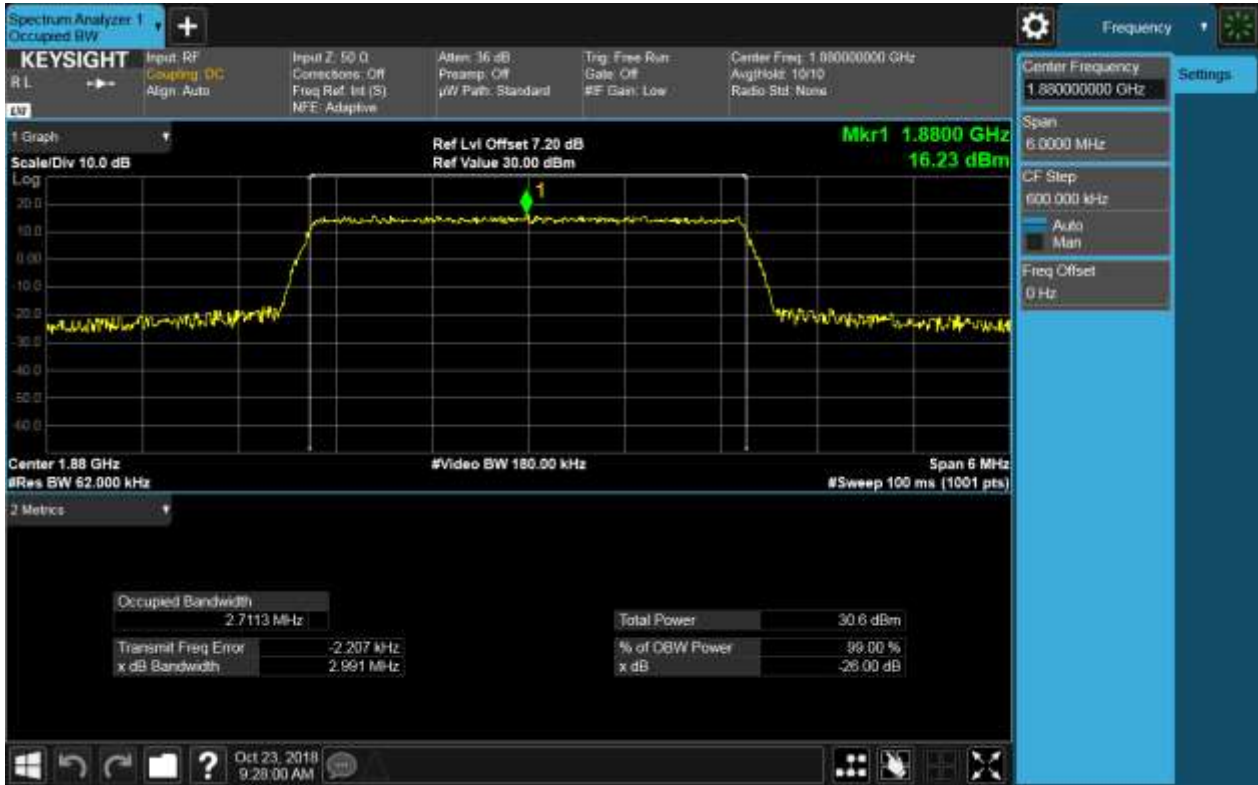 Spectrum Analyzer 1
Occupied BW
Frequency
KEYSIGHT
R L
Input: RF
Coupling: DC
Align: Auto
Input Z: 50 Ω
Corrections: Off
Freq Ref: Int (S)
NFE: Adaptive
Atten: 36 dB
Preamp: Off
µW Path: Standard
Trig: Free Run
Gate: Off
#IF Gain: Low
Center Freq: 1.880000000 GHz
Avg|Hold: 10/10
Radio Std: None
Center Frequency
1.880000000 GHz
Settings
Span
6.0000 MHz
CF Step
600.000 kHz
Auto
Man
Freq Offset
0 Hz
1 Graph
Scale/Div 10.0 dB
Ref Lvl Offset 7.20 dB
Ref Value 30.00 dBm
Mkr1 1.8800 GHz
16.23 dBm
Log
20.0
10.0
0.00
-10.0
-20.0
-30.0
-40.0
-50.0
-60.0
1
Center 1.88 GHz
#Res BW 62.000 kHz
#Video BW 180.00 kHz
Span 6 MHz
#Sweep 100 ms (1001 pts)
2 Metrics
Occupied Bandwidth
2.7113 MHz
Transmit Freq Error -2.207 kHz
x dB Bandwidth 2.991 MHz
Total Power 30.6 dBm
% of OBW Power 99.00 %
x dB -26.00 dB
Oct 23, 2018
9:28:00 AM